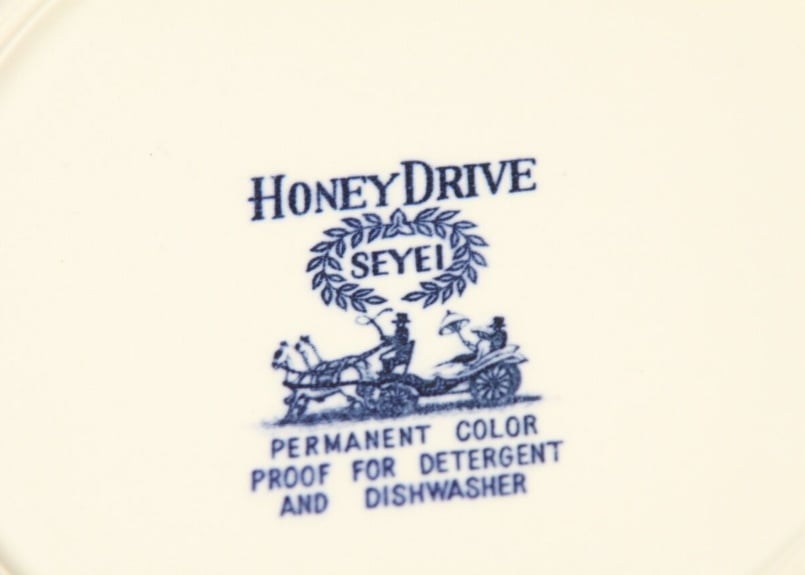 HONEY DRIVE
SEYEI
PERMANENT COLOR
PROOF FOR DETERGENT
AND DISHWASHER